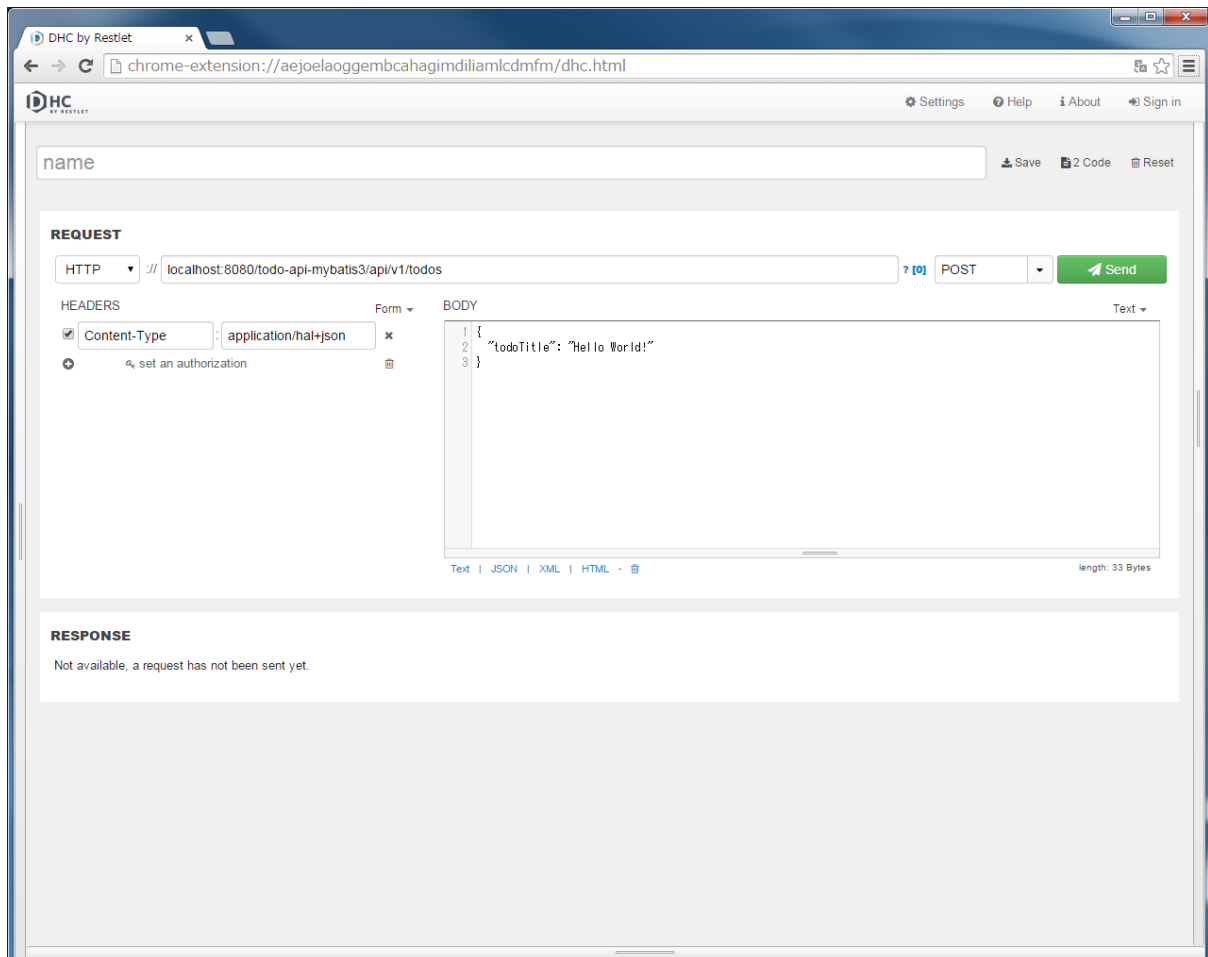 DHC by Restlet
chrome-extension://aejoelaoggembcahagimdiliamlcdmfm/dhc.html
DHC BY RESTLET Settings Help About Sign in
name Save 2 Code Reset
REQUEST
HTTP :// localhost:8080/todo-api-mybatis3/api/v1/todos ? [0] POST Send
HEADERS Form BODY Text
Content-Type : application/hal+json
set an authorization
1 {
2 "todoTitle": "Hello World!"
3 }
Text | JSON | XML | HTML - length: 33 Bytes
RESPONSE
Not available, a request has not been sent yet.